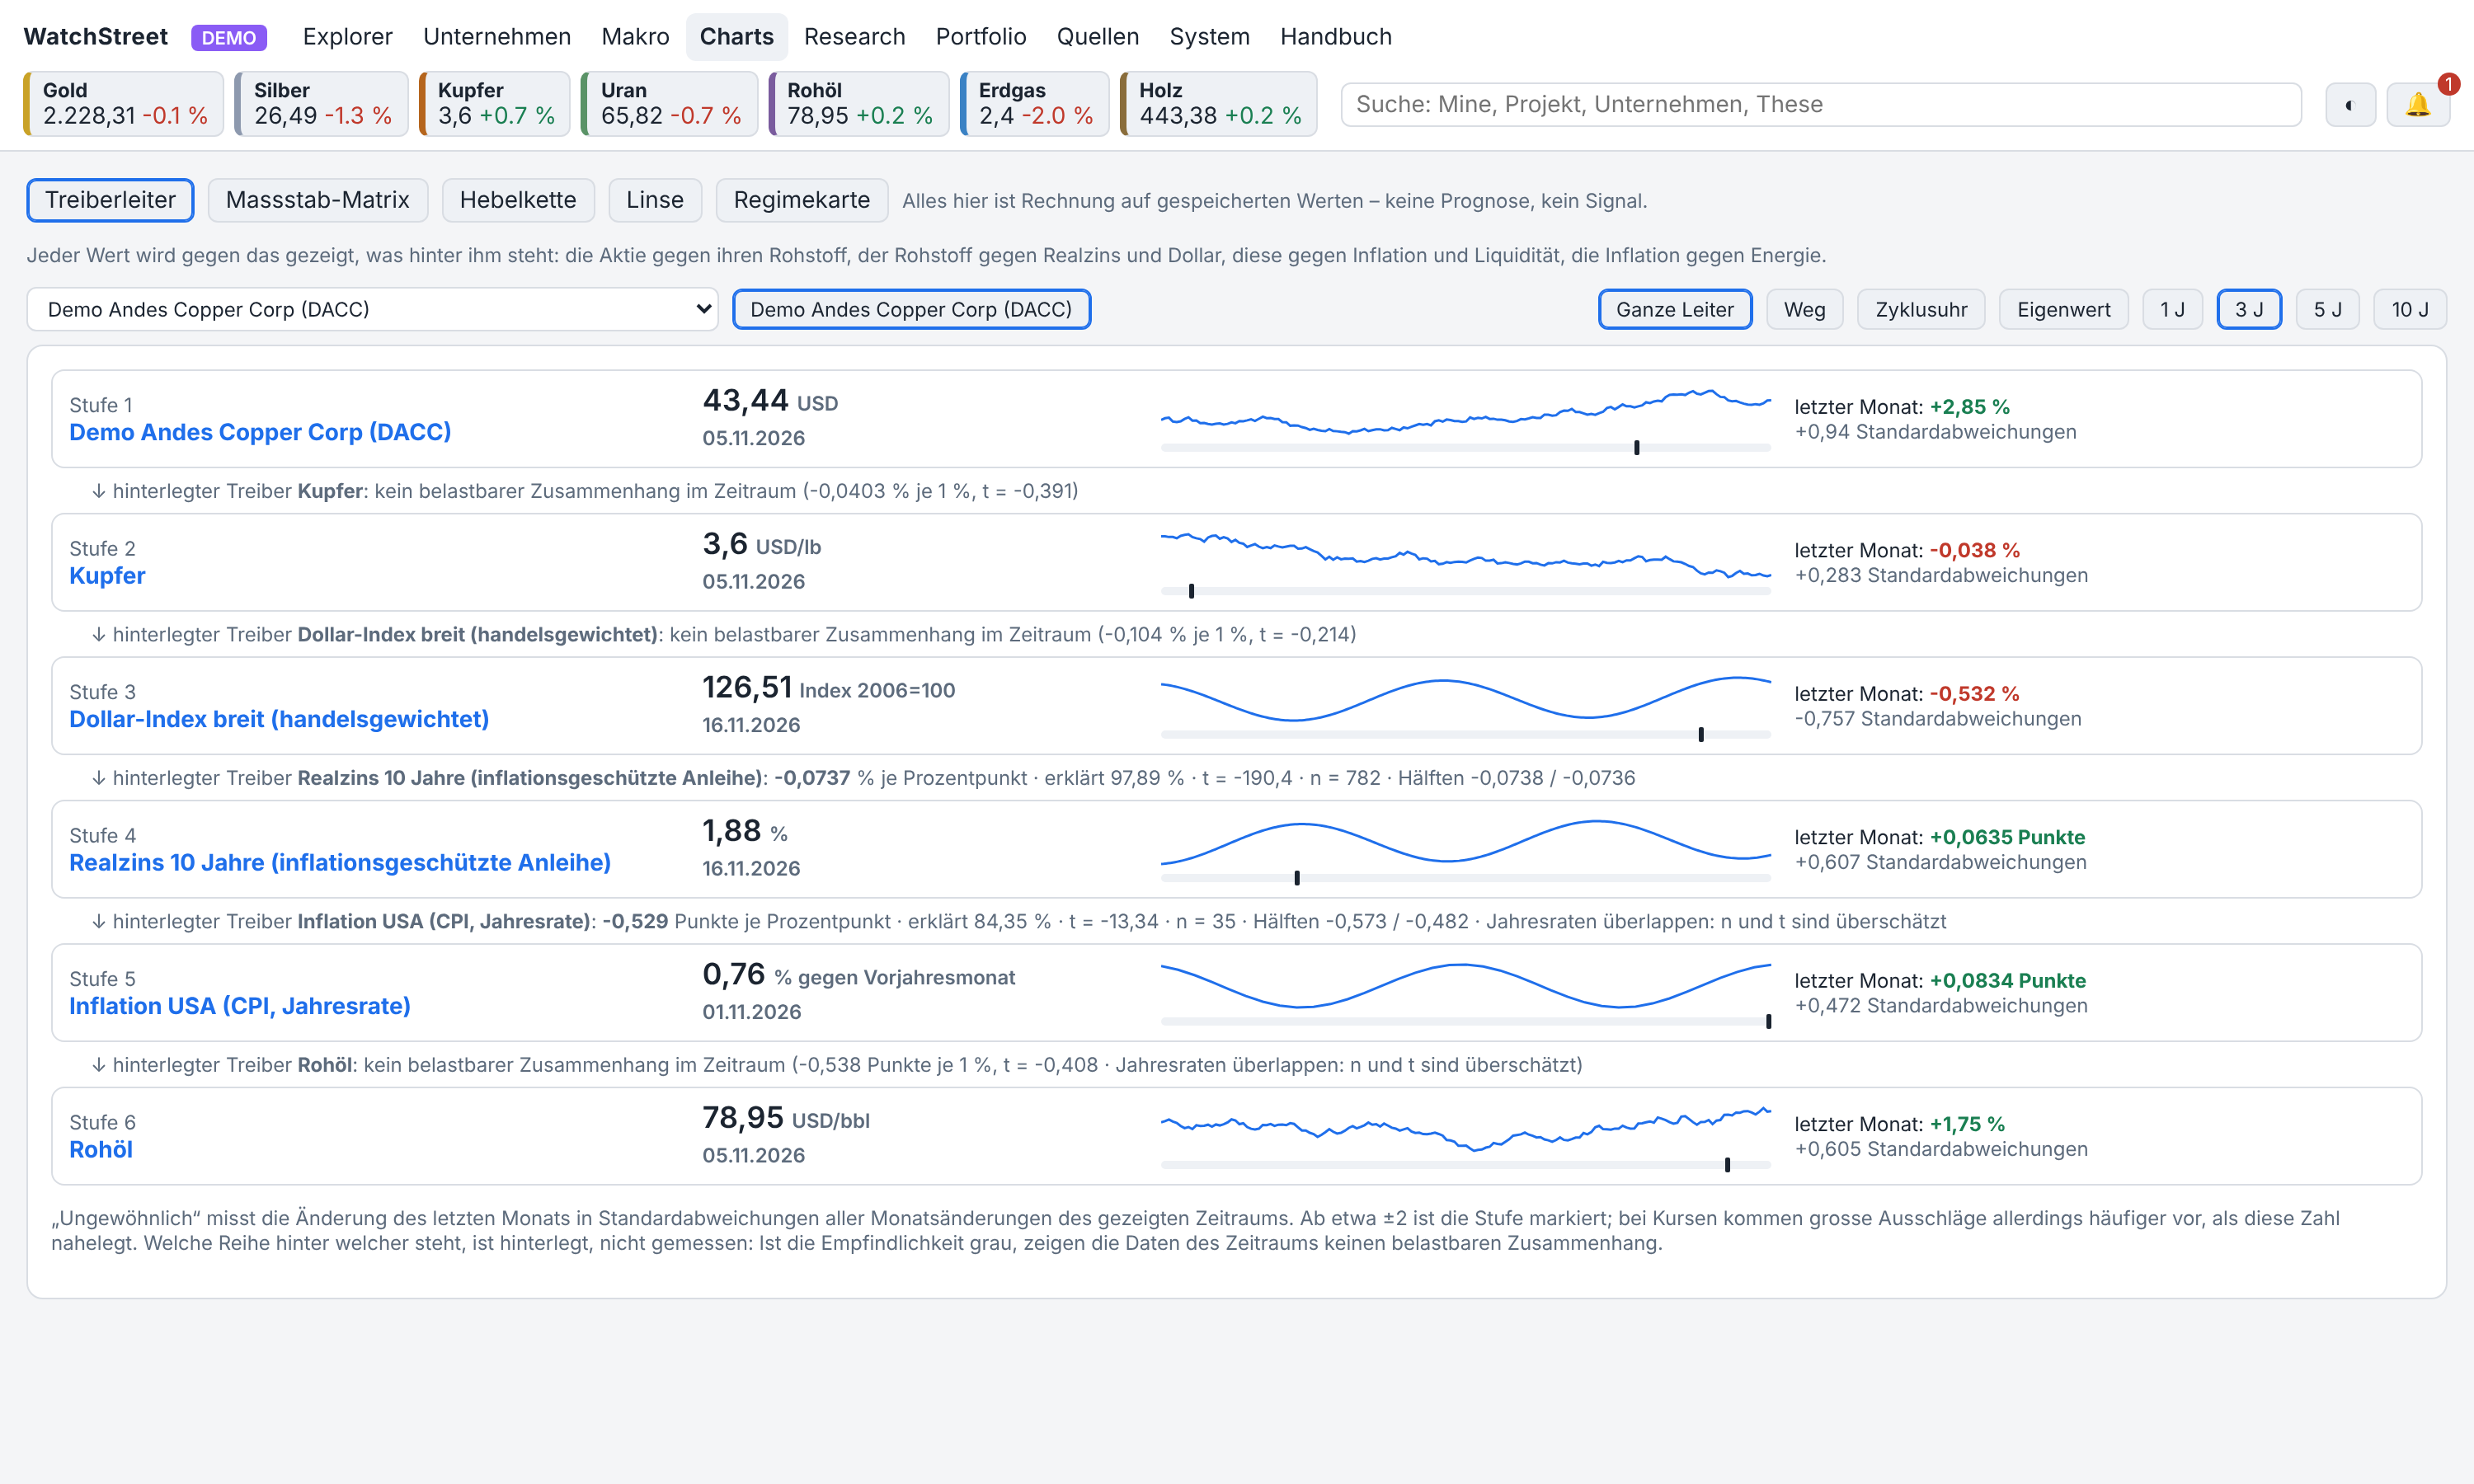 WatchStreet DEMO Explorer Unternehmen Makro Charts Research Portfolio Quellen System Handbuch
Gold Silber Kupfer Uran Rohöl Erdgas Holz
2.228,31 -0.1 % 26,49 -1.3 % 3,6 +0.7 % 65,82 -0.7 % 78,95 +0.2 % 2,4 -2.0 % 443,38 +0.2 % Suche: Mine, Projekt, Unternehmen, These 1
Treiberleiter Massstab-Matrix Hebelkette Linse Regimekarte Alles hier ist Rechnung auf gespeicherten Werten – keine Prognose, kein Signal.
Jeder Wert wird gegen das gezeigt, was hinter ihm steht: die Aktie gegen ihren Rohstoff, der Rohstoff gegen Realzins und Dollar, diese gegen Inflation und Liquidität, die Inflation gegen Energie.
Demo Andes Copper Corp (DACC) Demo Andes Copper Corp (DACC) Ganze Leiter Weg Zyklusuhr Eigenwert 1 J 3 J 5 J 10 J
Stufe 1
Demo Andes Copper Corp (DACC)
43,44 USD
05.11.2026
letzter Monat: +2,85 %
+0,94 Standardabweichungen
↓ hinterlegter Treiber Kupfer: kein belastbarer Zusammenhang im Zeitraum (-0,0403 % je 1 %, t = -0,391)
Stufe 2
Kupfer
3,6 USD/lb
05.11.2026
letzter Monat: -0,038 %
+0,283 Standardabweichungen
↓ hinterlegter Treiber Dollar-Index breit (handelsgewichtet): kein belastbarer Zusammenhang im Zeitraum (-0,104 % je 1 %, t = -0,214)
Stufe 3
Dollar-Index breit (handelsgewichtet)
126,51 Index 2006=100
16.11.2026
letzter Monat: -0,532 %
-0,757 Standardabweichungen
↓ hinterlegter Treiber Realzins 10 Jahre (inflationsgeschützte Anleihe): -0,0737 % je Prozentpunkt · erklärt 97,89 % · t = -190,4 · n = 782 · Hälften -0,0738 / -0,0736
Stufe 4
Realzins 10 Jahre (inflationsgeschützte Anleihe)
1,88 %
16.11.2026
letzter Monat: +0,0635 Punkte
+0,607 Standardabweichungen
↓ hinterlegter Treiber Inflation USA (CPI, Jahresrate): -0,529 Punkte je Prozentpunkt · erklärt 84,35 % · t = -13,34 · n = 35 · Hälften -0,573 / -0,482 · Jahresraten überlappen: n und t sind überschätzt
Stufe 5
Inflation USA (CPI, Jahresrate)
0,76 % gegen Vorjahresmonat
01.11.2026
letzter Monat: +0,0834 Punkte
+0,472 Standardabweichungen
↓ hinterlegter Treiber Rohöl: kein belastbarer Zusammenhang im Zeitraum (-0,538 Punkte je 1 %, t = -0,408 · Jahresraten überlappen: n und t sind überschätzt)
Stufe 6
Rohöl
78,95 USD/bbl
05.11.2026
letzter Monat: +1,75 %
+0,605 Standardabweichungen
„Ungewöhnlich“ misst die Änderung des letzten Monats in Standardabweichungen aller Monatsänderungen des gezeigten Zeitraums. Ab etwa ±2 ist die Stufe markiert; bei Kursen kommen grosse Ausschläge allerdings häufiger vor, als diese Zahl
nahelegt. Welche Reihe hinter welcher steht, ist hinterlegt, nicht gemessen: Ist die Empfindlichkeit grau, zeigen die Daten des Zeitraums keinen belastbaren Zusammenhang.